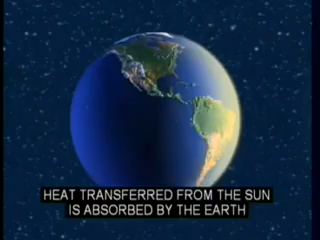 HEAT TRANSFERRED FROM THE SUN
IS ABSORBED BY THE EARTH